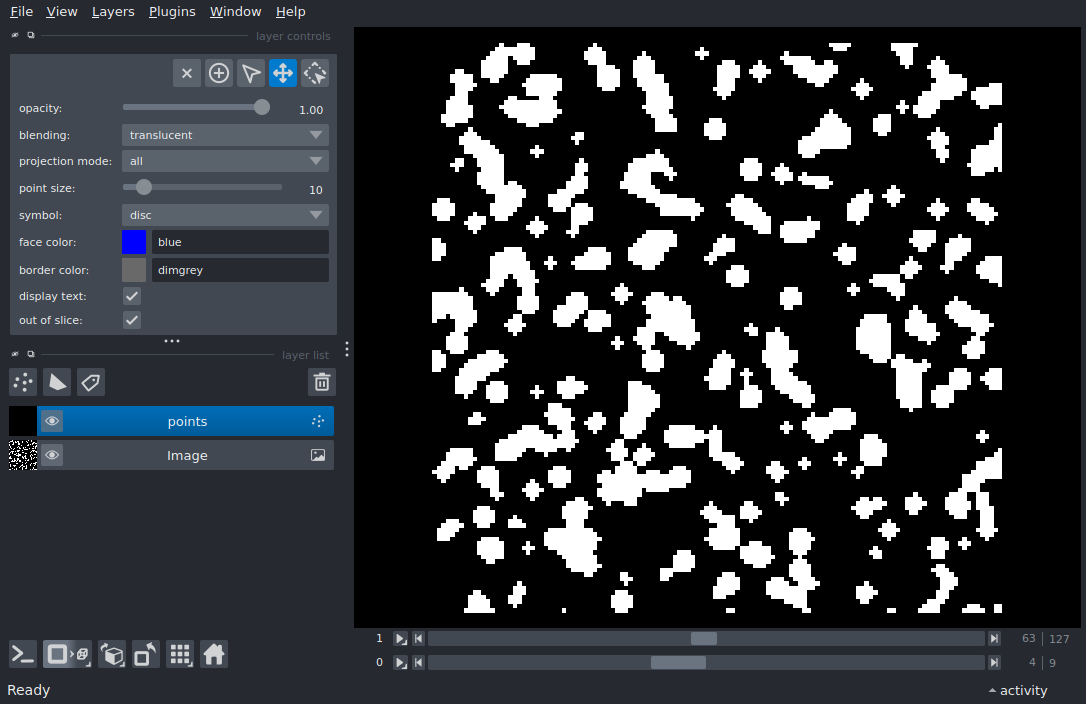 File View Layers Plugins Window Help
layer controls
opacity: 1.00
blending: translucent
projection mode: all
point size: 10
symbol: disc
face color: blue
border color: dimgrey
display text:
out of slice:
layer list
points
Image
1 63 127
0 4 9
Ready activity